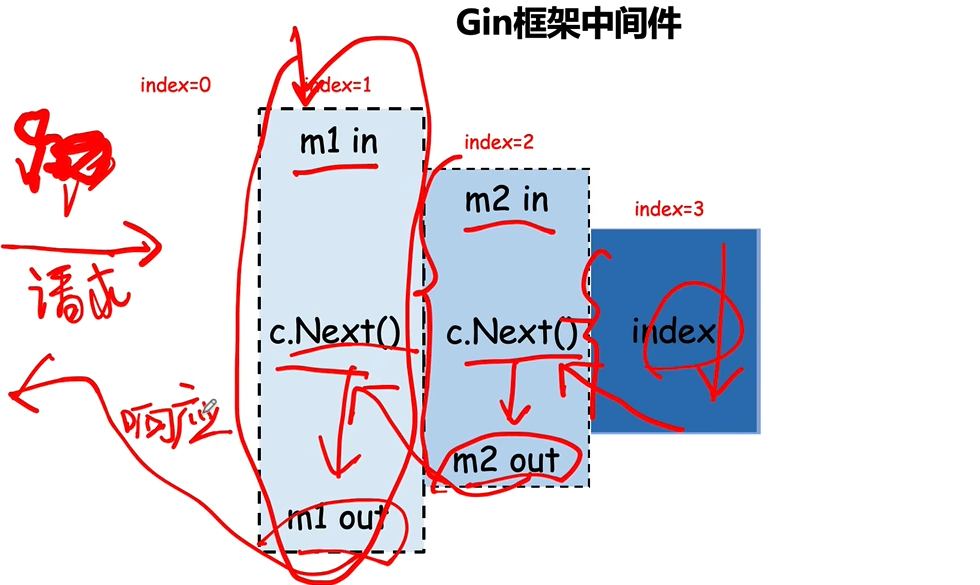 Gin框架中间件
index=0
index=1
m1 in
index=2
m2 in
index=3
请求
c.Next()
c.Next()
index
响应
m2 out
m1 out